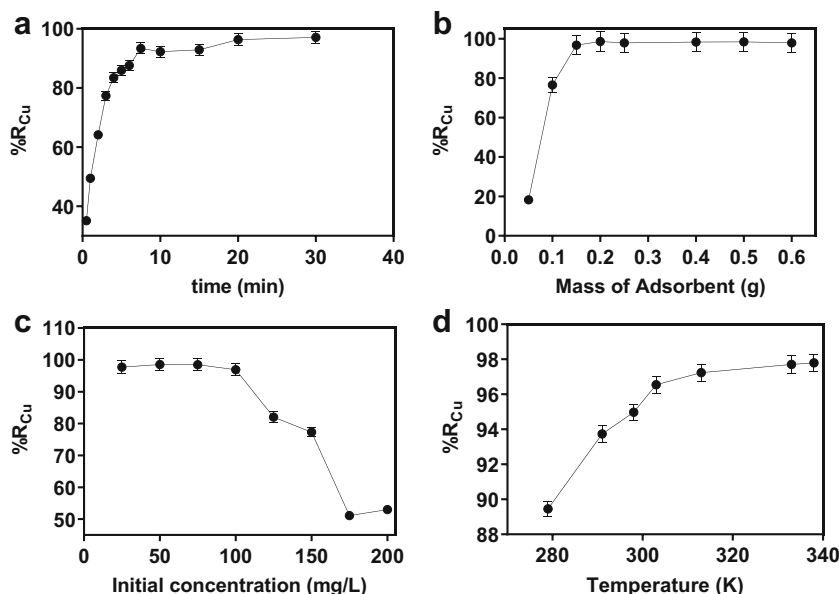 a
100
80
60
40
%RCu
0 10 20 30 40
time (min)
b
100
80
60
40
20
0
%RCu
0.0 0.1 0.2 0.3 0.4 0.5 0.6
Mass of Adsorbent (g)
c
110
100
90
80
70
60
50
%RCu
0 50 100 150 200
Initial concentration (mg/L)
d
100
98
96
94
92
90
88
%RCu
280 300 320 340
Temperature (K)